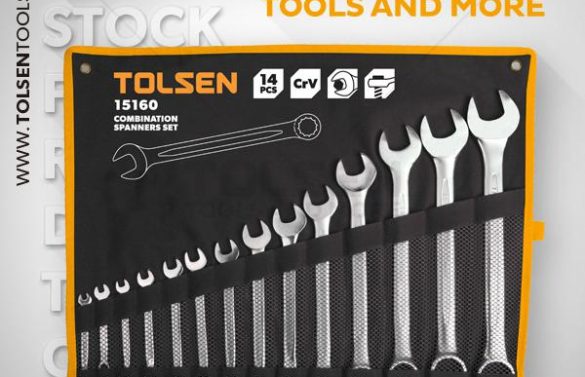 TOOLS AND MORE
WWW.TOLSENTOOLS
STOCK
TOLSEN
14 PCS
CrV
15160
COMBINATION
SPANNERS SET